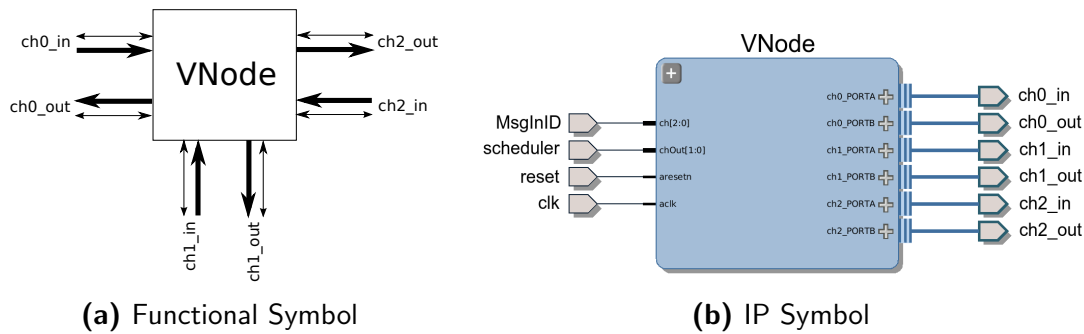 ch0_in
ch2_out
VNode
ch0_out
ch2_in
ch1_in
ch1_out
(a) Functional Symbol
VNode
MsgInID
scheduler
reset
clk
ch[2:0]
chOut[1:0]
aresetn
aclk
ch0_PORTA
ch0_PORTB
ch1_PORTA
ch1_PORTB
ch2_PORTA
ch2_PORTB
ch0_in
ch0_out
ch1_in
ch1_out
ch2_in
ch2_out
(b) IP Symbol